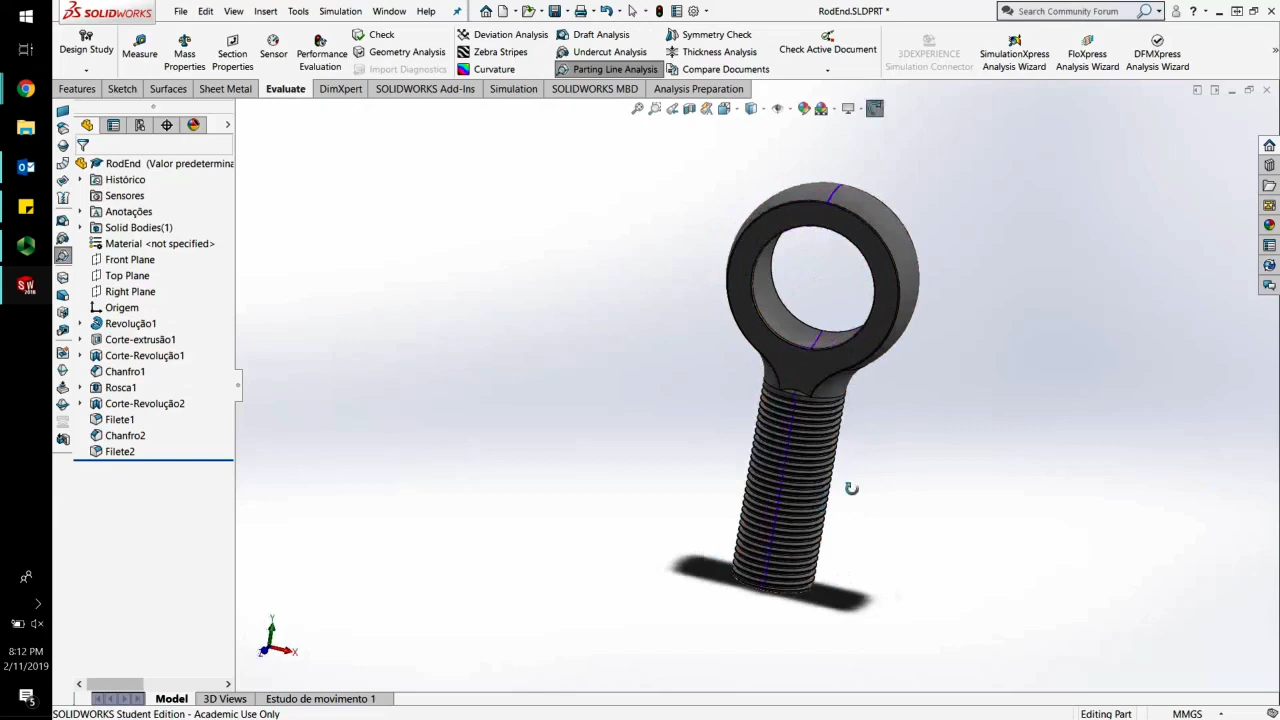 SOLIDWORKS
File
Edit
View
Insert
Tools
Simulation
Window
Help
RodEnd.SLDPRT *
Search Community Forum
?
Design Study
Measure
Mass Properties
Section Properties
Sensor
Performance Evaluation
Check
Geometry Analysis
Import Diagnostics
Deviation Analysis
Zebra Stripes
Curvature
Draft Analysis
Undercut Analysis
Parting Line Analysis
Symmetry Check
Thickness Analysis
Compare Documents
Check Active Document
3DEXPERIENCE Simulation Connector
SimulationXpress Analysis Wizard
FloXpress Analysis Wizard
DFMXpress Analysis Wizard
Features
Sketch
Surfaces
Sheet Metal
Evaluate
DimXpert
SOLIDWORKS Add-Ins
Simulation
SOLIDWORKS MBD
Analysis Preparation
RodEnd (Valor predetermina
Histórico
Sensores
Anotações
Solid Bodies(1)
Material <not specified>
Front Plane
Top Plane
Right Plane
Origem
Revolução1
Corte-extrusão1
Corte-Revolução1
Chanfro1
Rosca1
Corte-Revolução2
Filete1
Chanfro2
Filete2
SW
2018
Y
Z
X
8:12 PM
2/11/2019
5
Model
3D Views
Estudo de movimento 1
SOLIDWORKS Student Edition - Academic Use Only
Editing Part
MMGS